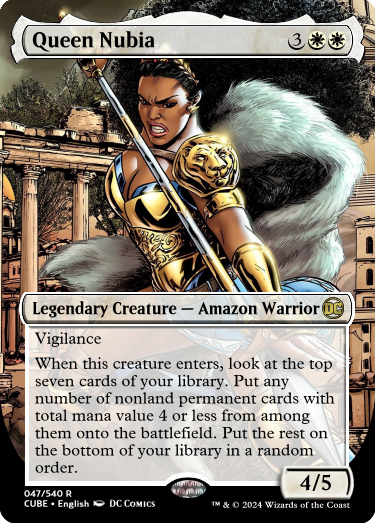 Queen Nubia 3
Legendary Creature — Amazon Warrior DC
Vigilance
When this creature enters, look at the top
seven cards of your library. Put any
number of nonland permanent cards with
total mana value 4 or less from among
them onto the battlefield. Put the rest on
the bottom of your library in a random
order.
4/5
047/540 R
CUBE • English DC COMICS
™ & © 2024 Wizards of the Coast